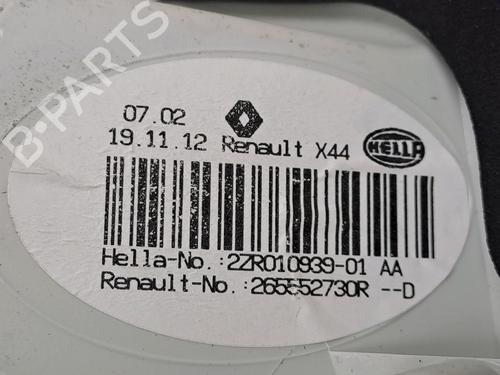 B-PARTS
07.02
19.11.12 Renault X44 HELLA
Hella-No.:2ZR010939-01 AA
Renault-No.:265552730R --D